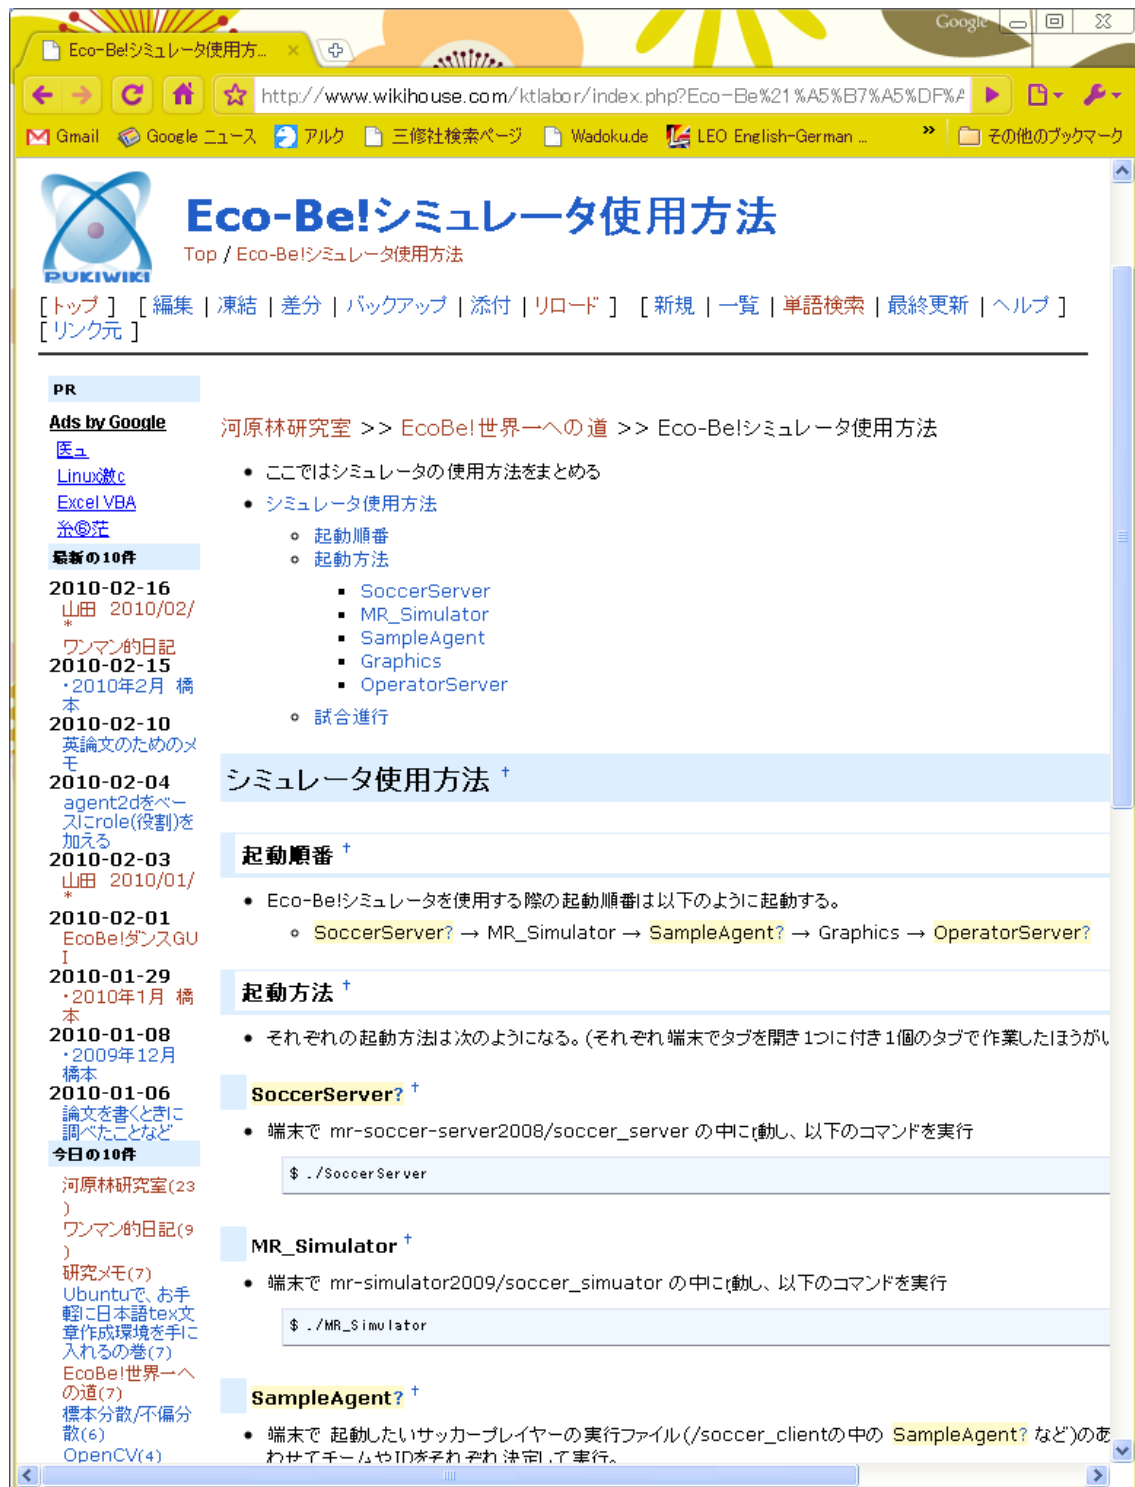 Google
Eco-Be!シミュレータ使用方...
http://www.wikihouse.com/ktlabor/index.php?Eco-Be%21%A5%B7%A5%DF%A
Gmail Google ニュース アルク 三修社検索ページ Wadoku.de LEO English-German ... » その他のブックマーク
PUKIWIKI
Eco-Be!シミュレータ使用方法
Top / Eco-Be!シミュレータ使用方法
[ トップ ] [ 編集 | 凍結 | 差分 | バックアップ | 添付 | リロード ] [ 新規 | 一覧 | 単語検索 | 最終更新 | ヘルプ ]
[ リンク元 ]
PR
Ads by Google
医ュ
Linux激c
Excel VBA
糸⑥茫
最新の10件
2010-02-16
山田 2010/02/
*
ワンマン的日記
2010-02-15
・2010年2月 橋
本
2010-02-10
英論文のためのメ
モ
2010-02-04
agent2dをベー
スにrole(役割)を
加える
2010-02-03
山田 2010/01/
*
2010-02-01
EcoBe!ダンスGU
I
2010-01-29
・2010年1月 橋
本
2010-01-08
・2009年12月
橋本
2010-01-06
論文を書くときに
調べたことなど
今日の10件
河原林研究室(23
)
ワンマン的日記(9
)
研究メモ(7)
Ubuntuで、お手
軽に日本語tex文
章作成環境を手に
入れるの巻(7)
EcoBe!世界一へ
の道(7)
標本分散/不偏分
散(6)
OpenCV(4)
河原林研究室 >> EcoBe!世界一への道 >> Eco-Be!シミュレータ使用方法
ここではシミュレータの使用方法をまとめる
シミュレータ使用方法
起動順番
起動方法
SoccerServer
MR_Simulator
SampleAgent
Graphics
OperatorServer
試合進行
シミュレータ使用方法 †
起動順番 †
Eco-Be!シミュレータを使用する際の起動順番は以下のように起動する。
SoccerServer? → MR_Simulator → SampleAgent? → Graphics → OperatorServer?
起動方法 †
それぞれの起動方法は次のようになる。(それぞれ端末でタブを開き1つに付き1個のタブで作業したほうがい
SoccerServer? †
端末で mr-soccer-server2008/soccer_server の中に動し、以下のコマンドを実行
$ ./SoccerServer
MR_Simulator †
端末で mr-simulator2009/soccer_simuator の中に動し、以下のコマンドを実行
$ ./MR_Simulator
SampleAgent? †
端末で 起動したいサッカープレイヤーの実行ファイル(/soccer_clientの中の SampleAgent? など)のあ
わせてチームやIDをそれぞれ決定して実行。